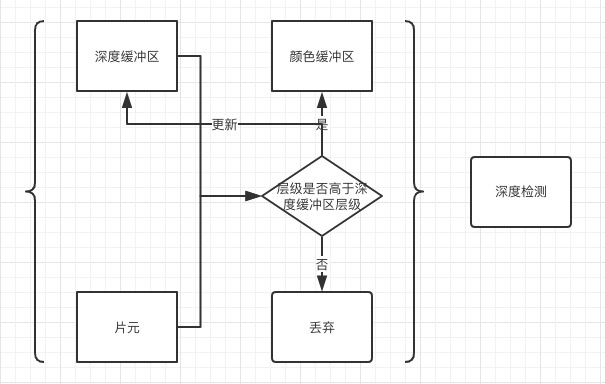 深度缓冲区
颜色缓冲区
更新
是
层级是否高于深
度缓冲区层级
深度检测
否
片元
丢弃